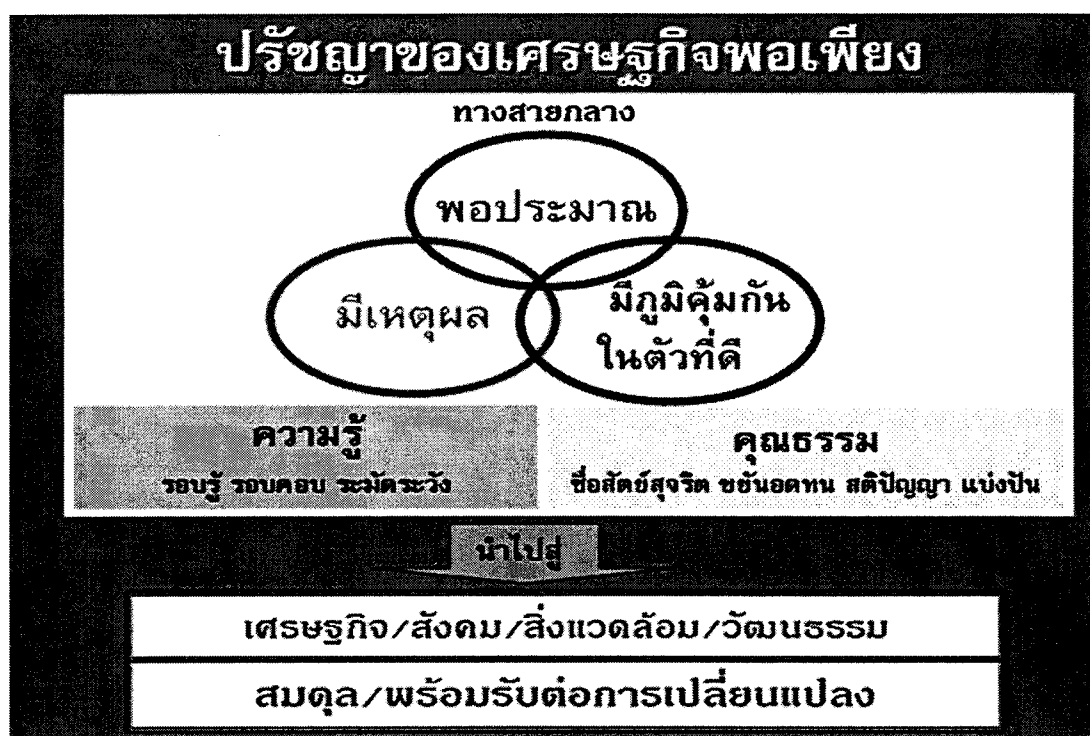 ปรัชญาของเศรษฐกิจพอเพียง
ทางสายกลาง
พอประมาณ
มีเหตุผล
มีภูมิคุ้มกัน
ในตัวที่ดี
ความรู้
รอบรู้ รอบคอบ ระมัดระวัง
คุณธรรม
ซื่อสัตย์สุจริต ขยันอดทน สติปัญญา แบ่งปัน
นำไปสู่
เศรษฐกิจ/สังคม/สิ่งแวดล้อม/วัฒนธรรม
สมดุล/พร้อมรับต่อการเปลี่ยนแปลง